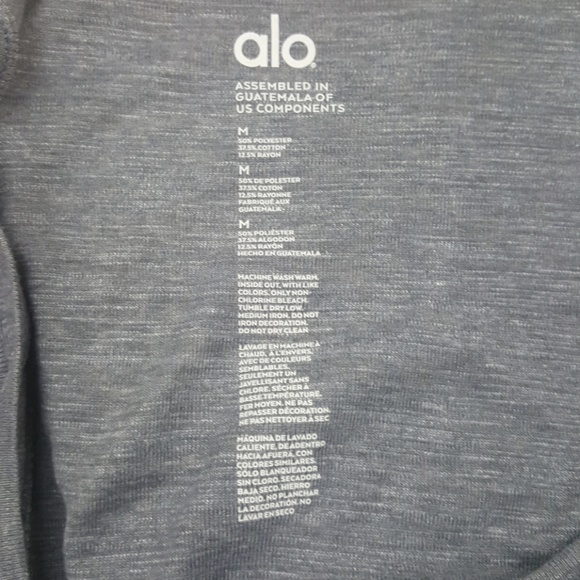 alo
ASSEMBLED IN
GUATEMALA OF
US COMPONENTS
M
50% POLYESTER
37.5% COTTON
12.5% RAYON
M
50% DE POLESTER
37.5% COTON
12.5% RAYONNE
FABRIQUÉ AUX
GUATEMALA
M
50% POLIÉSTER
37.5% ALGODON
12.5% RAYÓN
HECHO EN GUATEMALA
MACHINE WASH WARM.
INSIDE OUT, WITH LIKE
COLORS. ONLY NON-
CHLORINE BLEACH.
TUMBLE DRY LOW.
MEDIUM IRON. DO NOT
IRON DECORATION.
DO NOT DRY CLEAN
LAVAGE EN MACHINE À
CHAUD, À L'ENVERS,
AVEC DE COULEURS
SEMBLABLES.
SEULEMENT UN
JAVELLISANT SANS
CHLORE. SÉCHER À
BASSE TEMPÉRATURE.
FER MOYEN. NE PAS
REPASSER DÉCORATION.
NE PAS NETTOYER À SEC
MÁQUINA DE LAVADO
CALIENTE, DE ADENTRO
HACIA AFUERA, CON
COLORES SIMILARES.
SÓLO BLANQUEADOR
SIN CLORO. SECADORA
BAJA SECO. HIERRO
MEDIO. NO PLANCHAR
LA DECORATIÓN. NO
LAVAR EN SECO